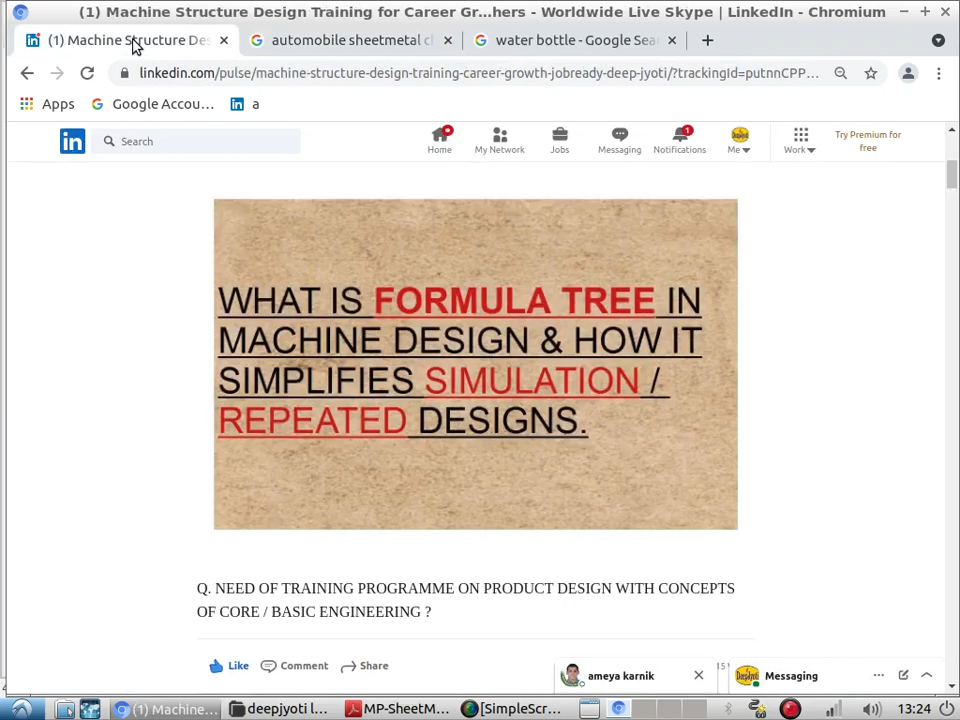 (1) Machine Structure Design Training for Career Gr...hers - Worldwide Live Skype | LinkedIn - Chromium
(1) Machine Structure Des
automobile sheetmetal c
water bottle - Google Sea
linkedin.com/pulse/machine-structure-design-training-career-growth-jobready-deep-jyoti/?trackingId=putnnCPP...
Apps
Google Accou...
a
in
Search
Home
My Network
Jobs
Messaging
1
Notifications
Me
Work
Try Premium for
free
WHAT IS FORMULA TREE IN
MACHINE DESIGN & HOW IT
SIMPLIFIES SIMULATION /
REPEATED DESIGNS.
Q. NEED OF TRAINING PROGRAMME ON PRODUCT DESIGN WITH CONCEPTS
OF CORE / BASIC ENGINEERING ?
Like
Comment
Share
ameya karnik
Messaging
(1) Machine...
deepjyoti l...
MP-SheetM...
[SimpleScr...
13:24